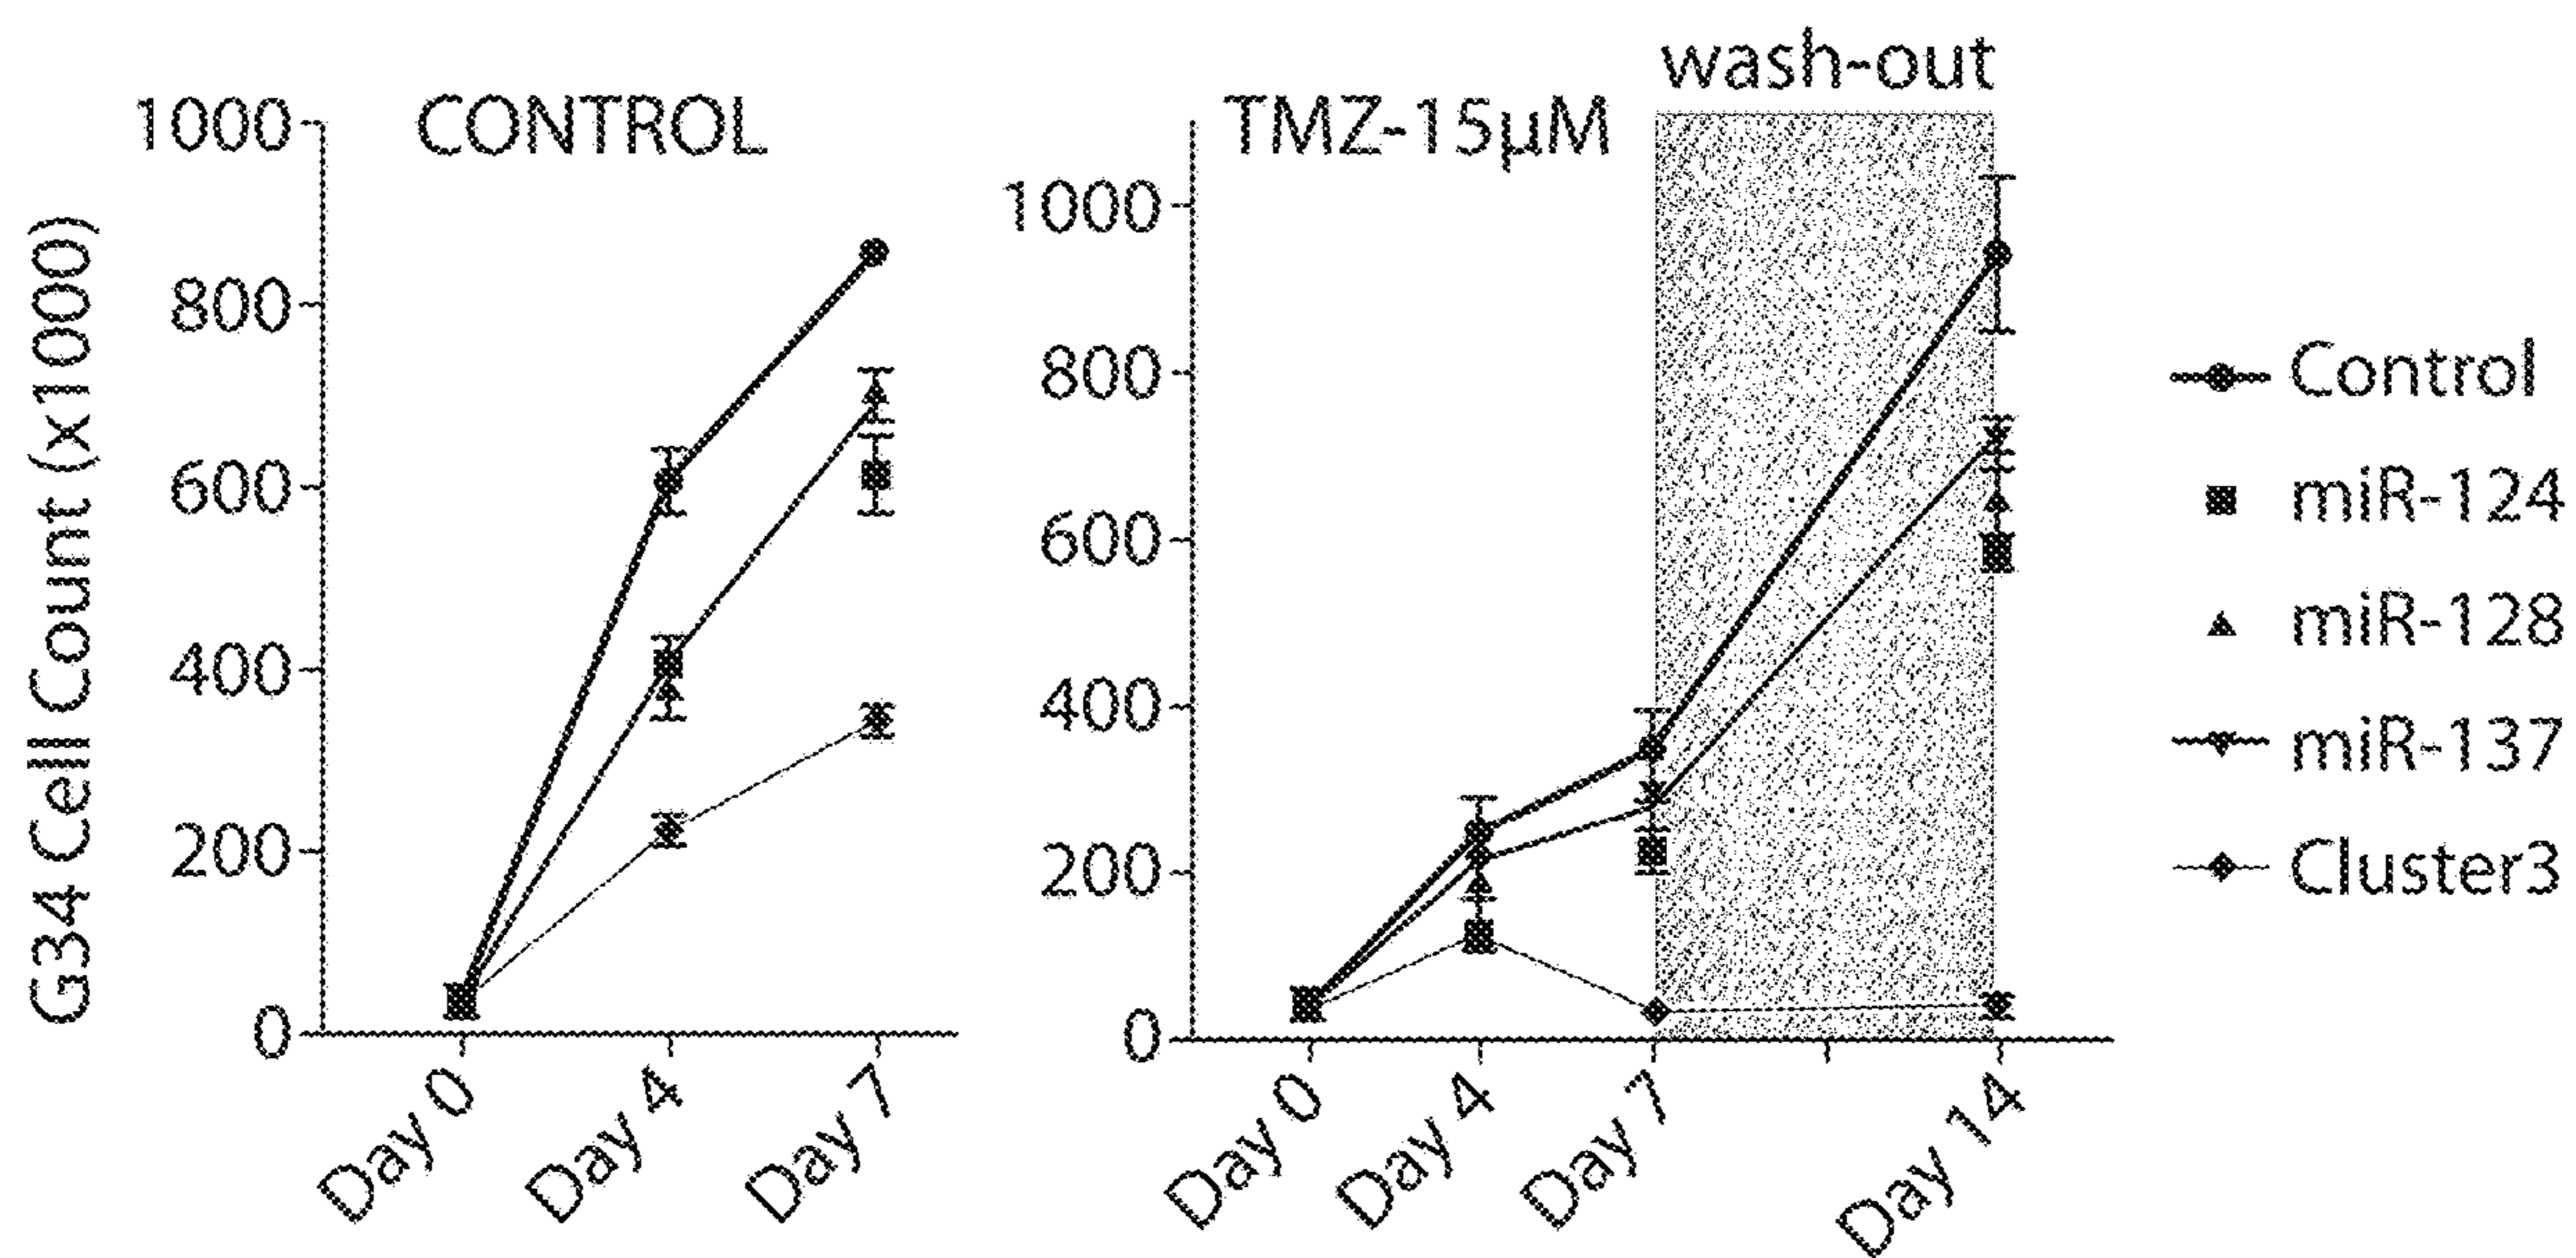 G34 Cell Count (x1000)
CONTROL
1000
800
600
400
200
0
Day 0
Day 4
Day 7
TMZ-15µM
wash-out
1000
800
600
400
200
0
Day 0
Day 4
Day 7
Day 14
Control
miR-124
miR-128
miR-137
Cluster3